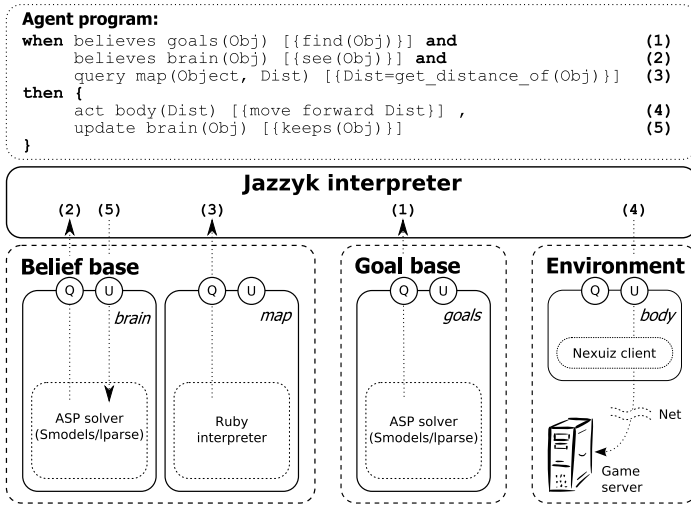 Agent program:
when believes goals(Obj) [{find(Obj)}] and (1)
believes brain(Obj) [{see(Obj)}] and (2)
query map(Object, Dist) [{Dist=get_distance_of(Obj)}] (3)
then {
act body(Dist) [{move forward Dist}] , (4)
update brain(Obj) [{keeps(Obj)}] (5)
}
Jazzyk interpreter
(2) (5) (3) (1) (4)
Belief base
Q U
brain
ASP solver
(Smodels/lparse)
Q U
map
Ruby
interpreter
Goal base
Q U
goals
ASP solver
(Smodels/lparse)
Environment
Q U
body
Nexuiz client
Net
Game
server